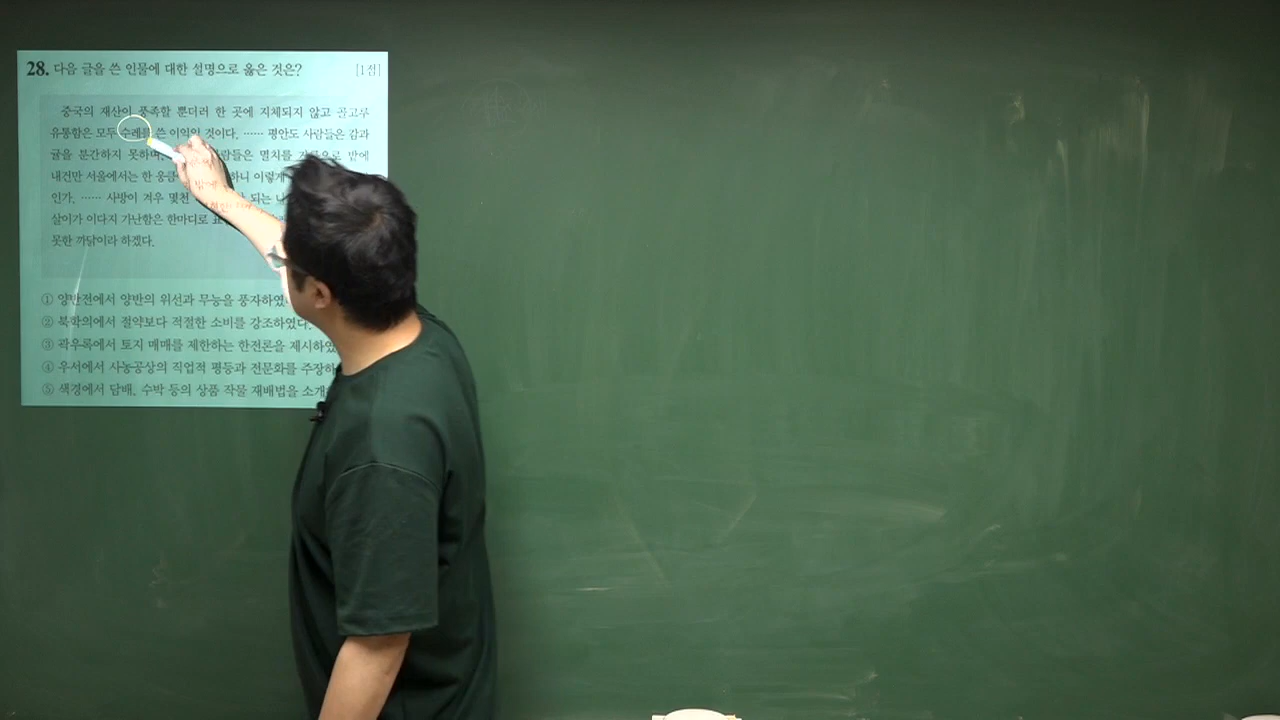 28. 다음 글을 쓴 인물에 대한 설명으로 옳은 것은? [1점]
중국의 재산이 풍족할 뿐더러 한 곳에 지체되지 않고 골고루
유통함은 모두 수레를 쓴 이익일 것이다. …… 평안도 사람들은 감과
귤을 분간하지 못하며, 사람들은 멸치를 거름으로 밭에
내건만 서울에서는 한 웅큼 하니 이렇게
인가. …… 사방이 겨우 몇천 되는 나
살이가 이다지 가난함은 한마디로
못한 까닭이라 하겠다.
① 양반전에서 양반의 위선과 무능을 풍자하였
② 북학의에서 절약보다 적절한 소비를 강조하였다.
③ 곽우록에서 토지 매매를 제한하는 한전론을 제시하였
④ 우서에서 사농공상의 직업적 평등과 전문화를 주장하
⑤ 색경에서 담배, 수박 등의 상품 작물 재배법을 소개